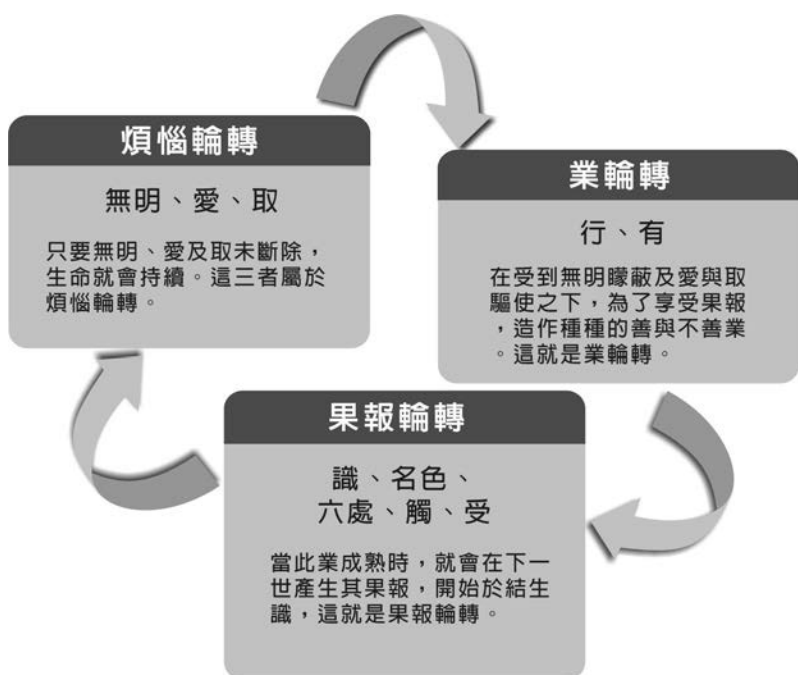 煩惱輪轉
無明、愛、取
只要無明、愛及取未斷除，
生命就會持續。這三者屬於
煩惱輪轉。
業輪轉
行、有
在受到無明矇蔽及愛與取
驅使之下，為了享受果報
，造作種種的善與不善業
。這就是業輪轉。
果報輪轉
識、名色、
六處、觸、受
當此業成熟時，就會在下一
世產生其果報，開始於結生
識，這就是果報輪轉。